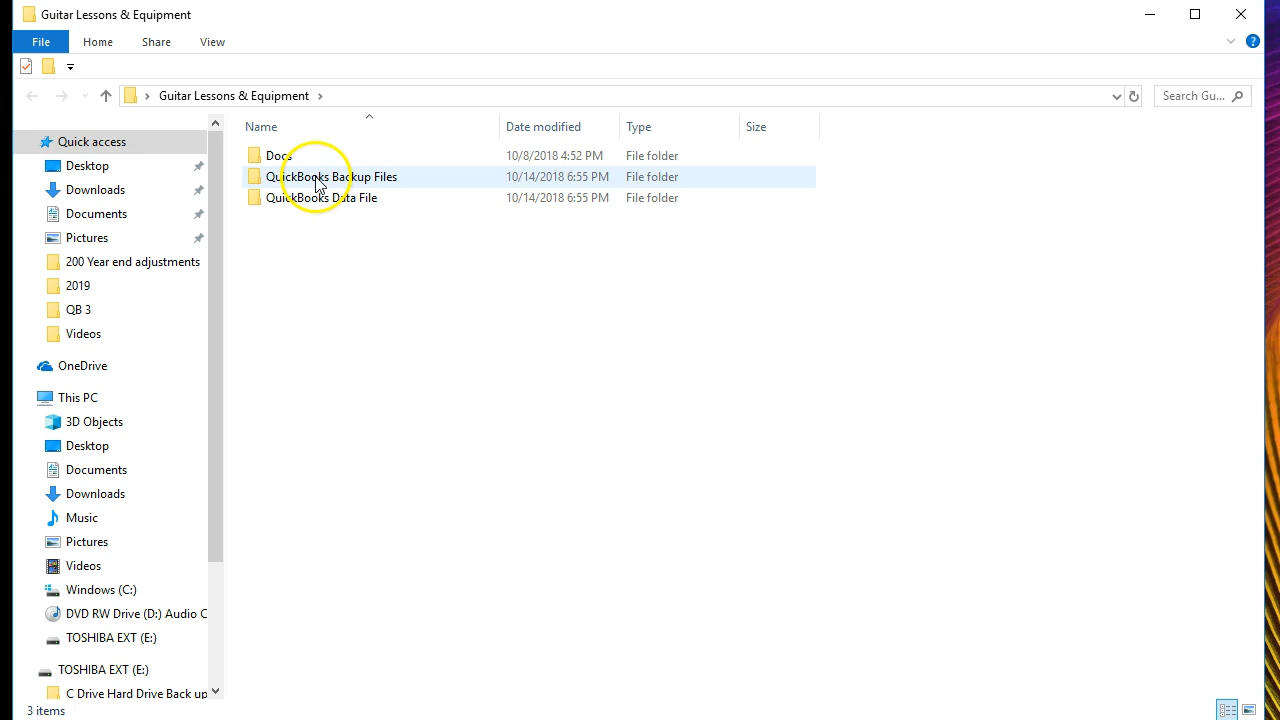 Guitar Lessons & Equipment
File Home Share View
Guitar Lessons & Equipment
Search Gu...
Name Date modified Type Size
Docs 10/8/2018 4:52 PM File folder
QuickBooks Backup Files 10/14/2018 6:55 PM File folder
QuickBooks Data File 10/14/2018 6:55 PM File folder
Quick access
Desktop
Downloads
Documents
Pictures
200 Year end adjustments
2019
QB 3
Videos
OneDrive
This PC
3D Objects
Desktop
Documents
Downloads
Music
Pictures
Videos
Windows (C:)
DVD RW Drive (D:) Audio C
TOSHIBA EXT (E:)
TOSHIBA EXT (E:)
C Drive Hard Drive Back up
3 items